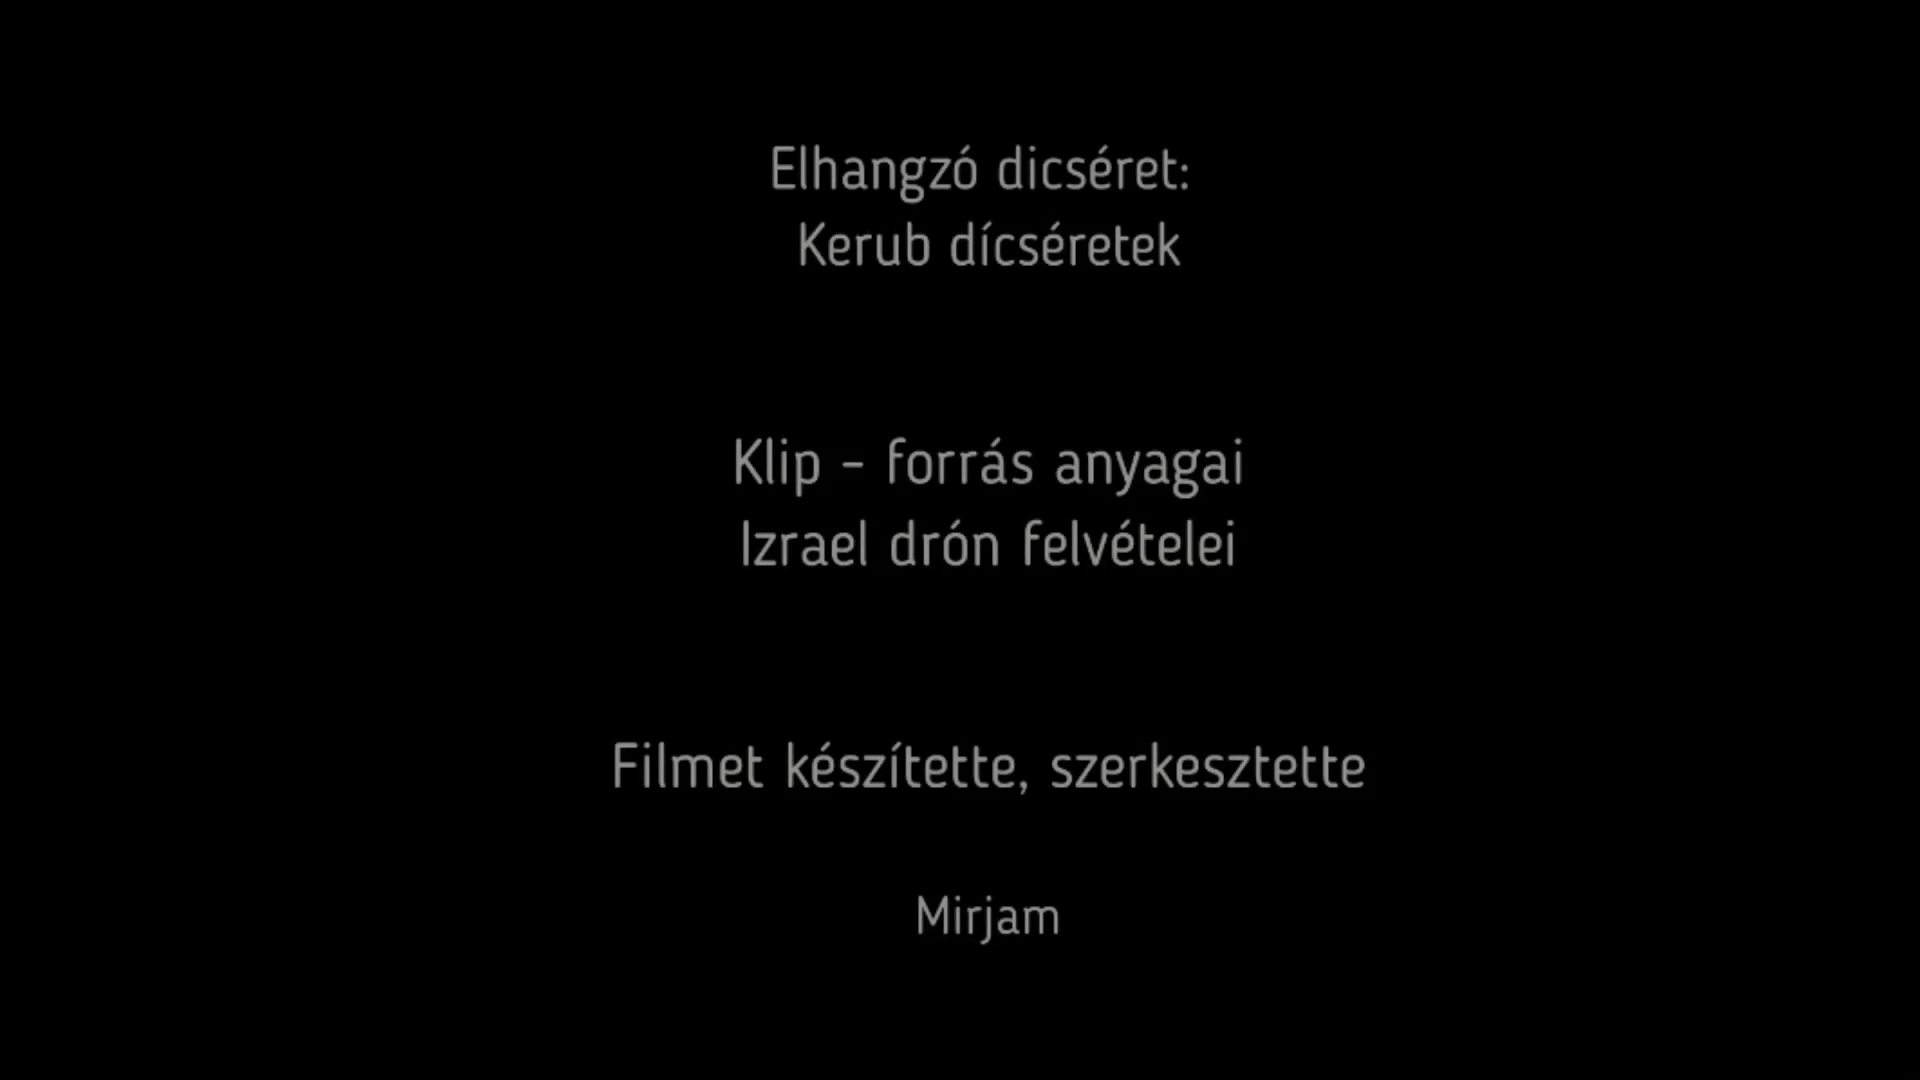 Elhangzó dicséret:
Kerub dícséretek
Klip - forrás anyagai
Izrael drón felvételei
Filmet készítette, szerkesztette
Mirjam